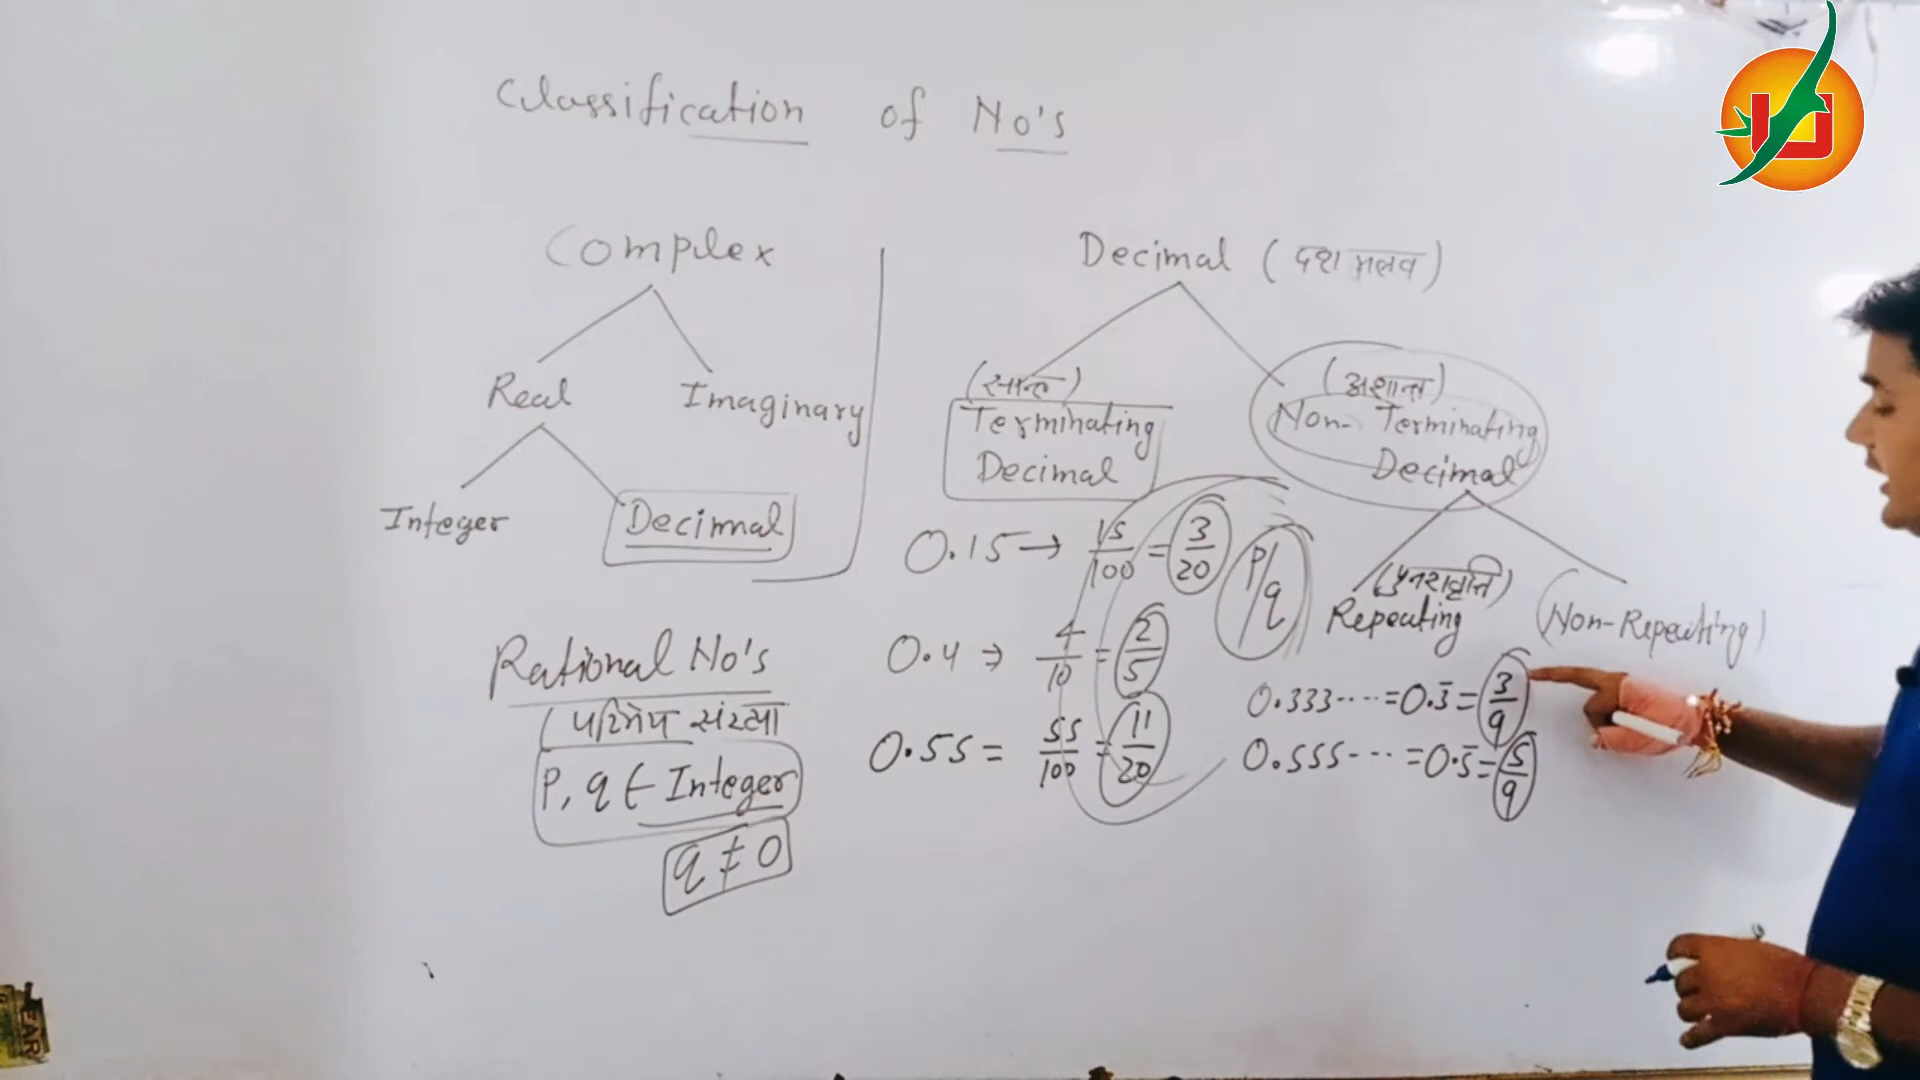 Classification of No's
Complex
Real
Imaginary
Integer
Decimal
Decimal (दशमलव)
(सान्त)
Terminating
Decimal
(अशान्त)
Non-Terminating
Decimal
0.15 → 15/100 = 3/20
p/q
0.4 → 4/10 = 2/5
0.55 = 55/100 = 11/20
(पुनरावृत्ति)
Repeating
(Non-Repeating)
0.333.... = 0.3̄ = 3/9
0.555--- = 0.5̄ = 5/9
Rational No's
(परिमेय संख्या
P, q ∈ Integer
q ≠ 0